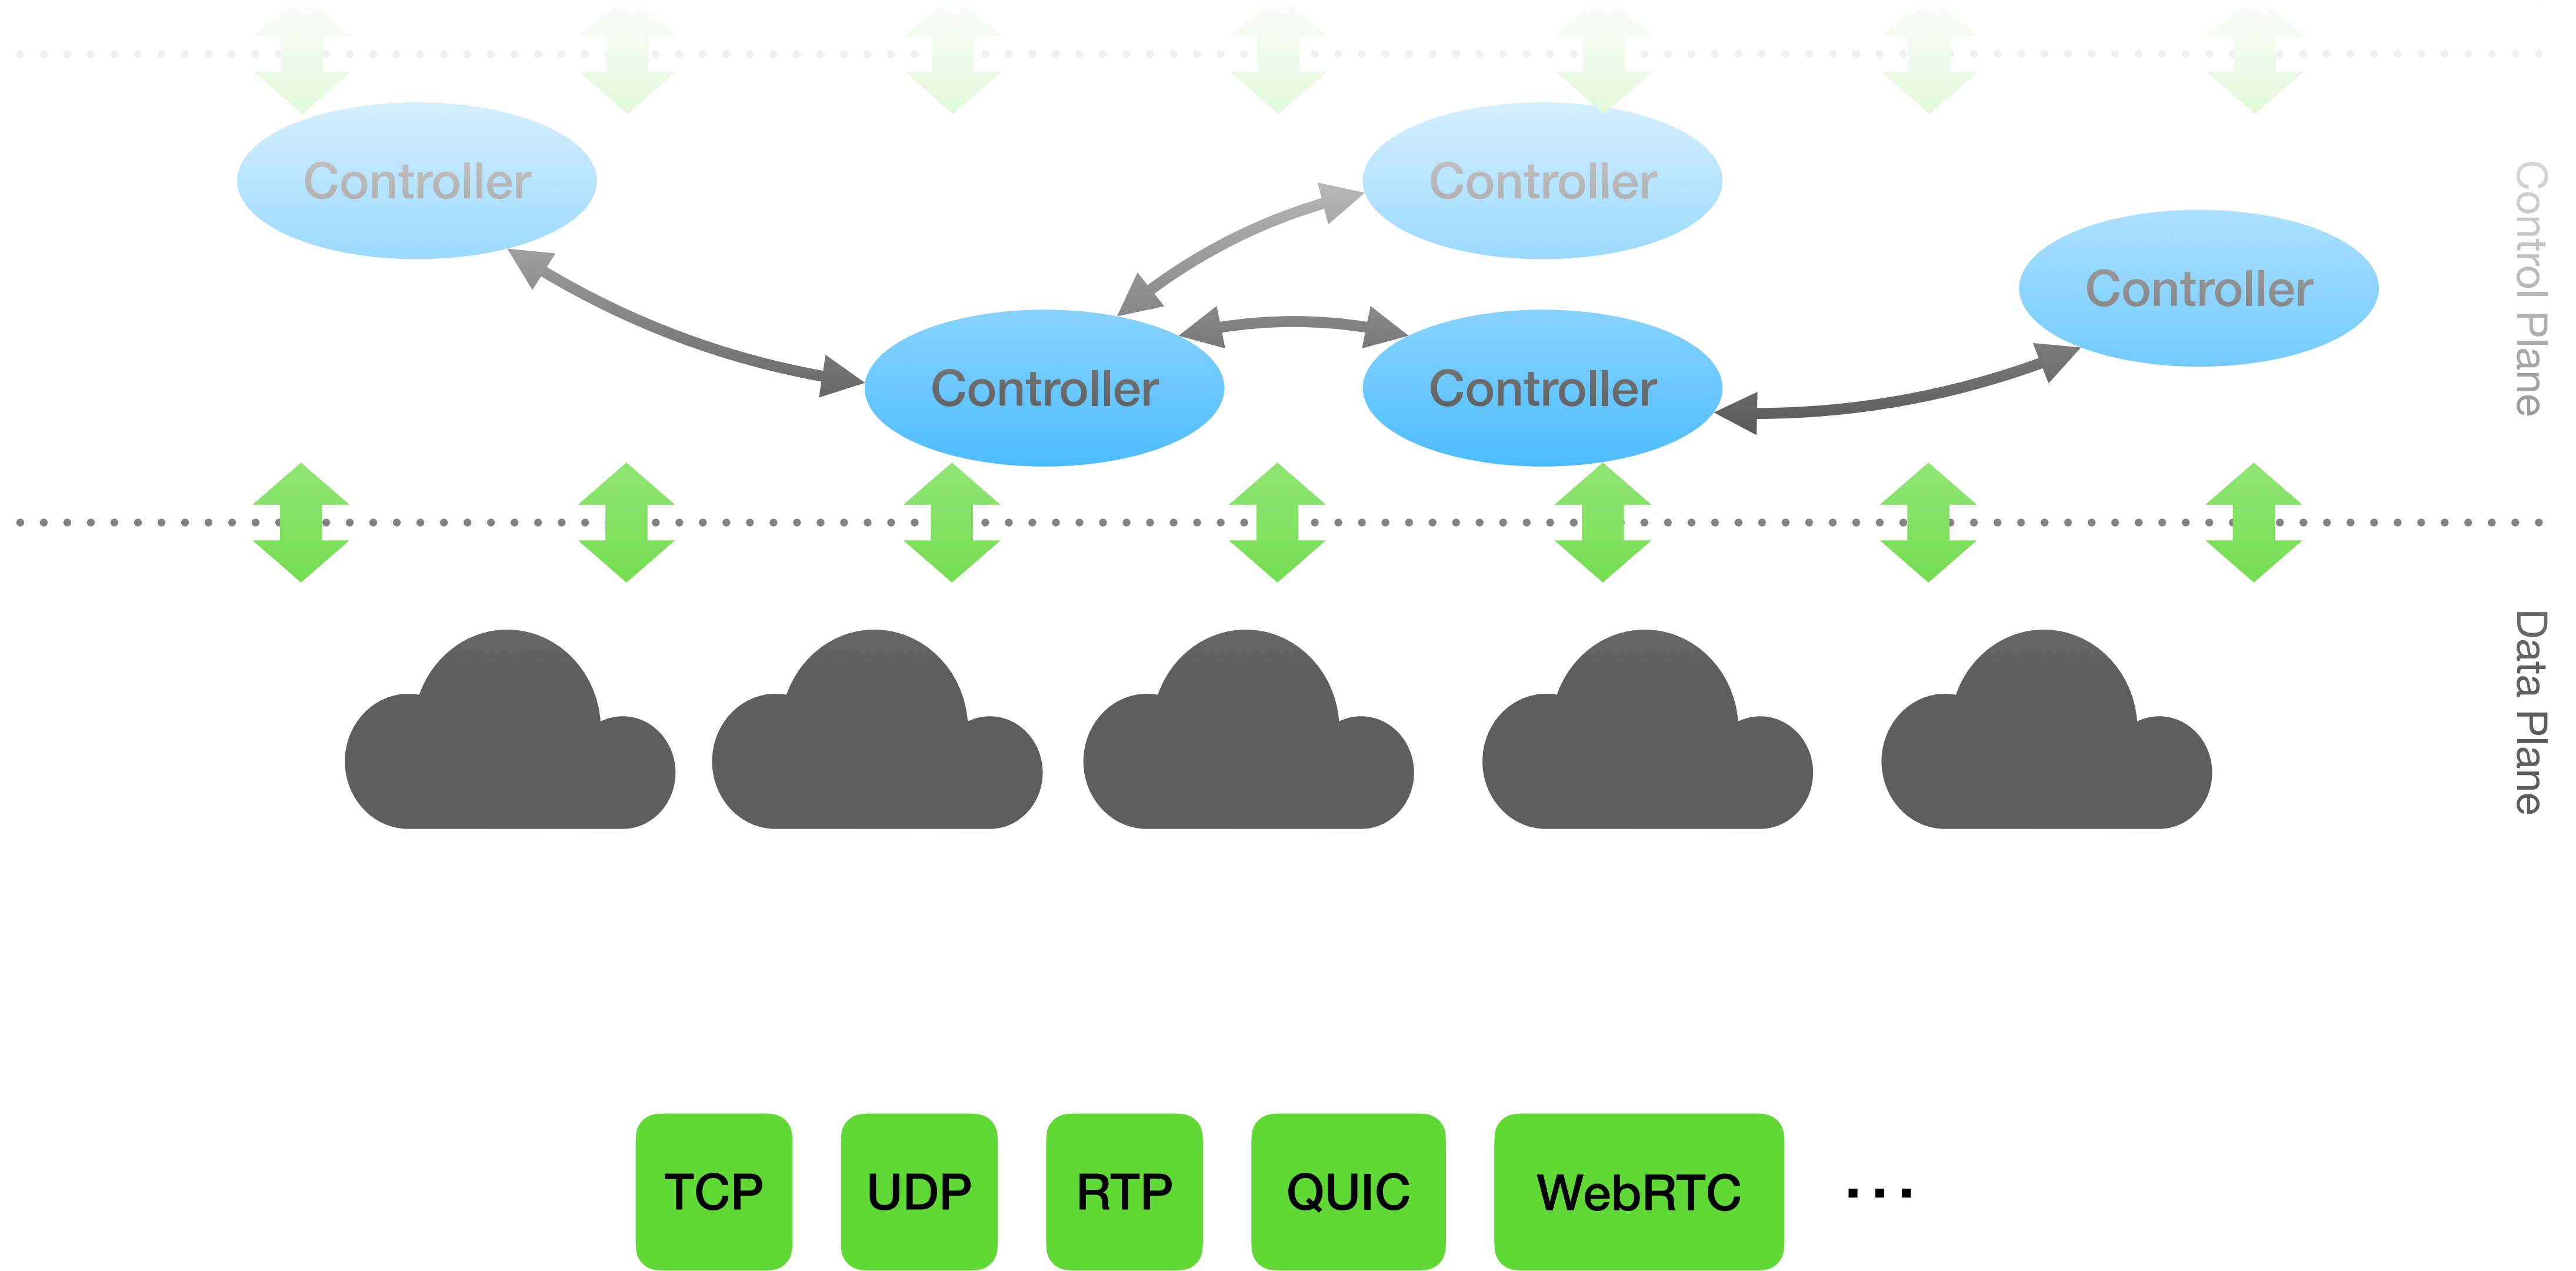 Controller
Controller
Controller
Controller
Controller
Control Plane
Data Plane
TCP
UDP
RTP
QUIC
WebRTC
...